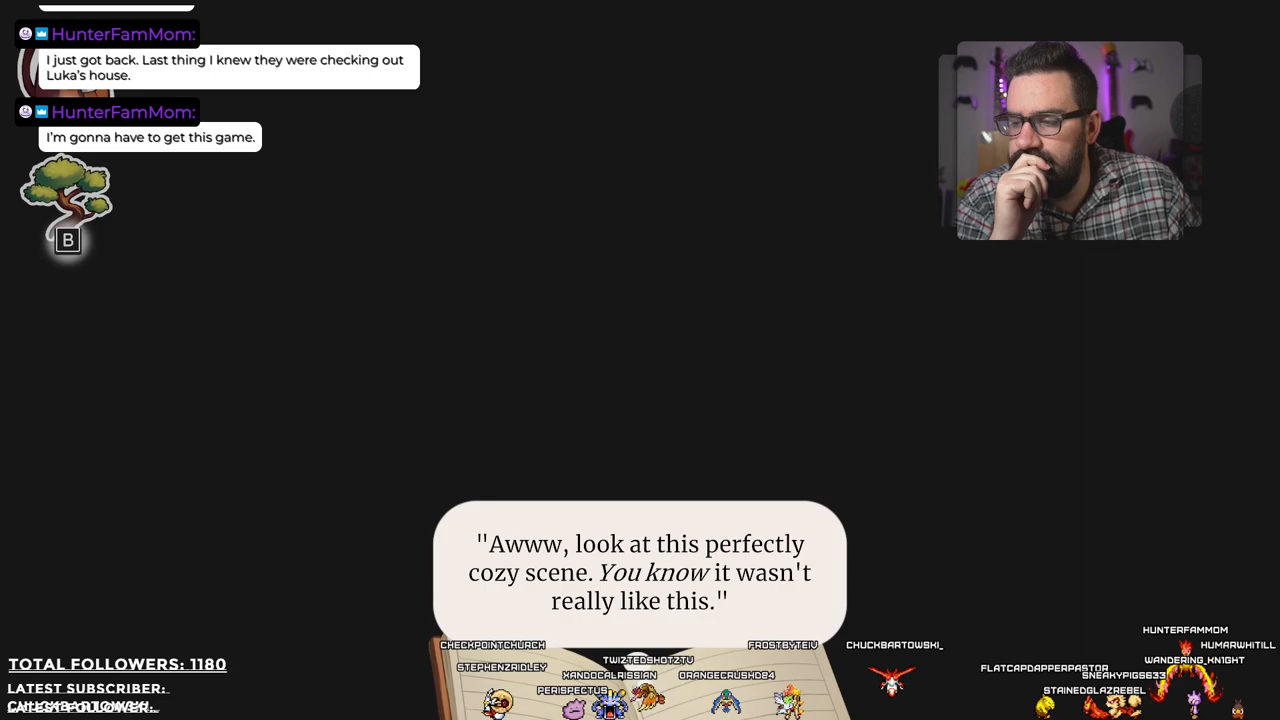 HunterFamMom:
I just got back. Last thing I knew they were checking out
Luka's house.
HunterFamMom:
I'm gonna have to get this game.
B
"Awww, look at this perfectly
cozy scene. You know it wasn't
really like this."
CHECKPOINTCHURCH
FROSTBYTEIV
CHUCKBARTOWSKI_
HUNTERFAMMOM
HUMARWHITILL
STEPHENZRIDLEY
TWIZTEDSHOTZTV
WANDERING_KN1GHT
XANDOCALRISSIAN
ORANGECRUSHD84
FLATCAPDAPPERPASTOR
SNEAKYPIGS633
PERISPECTUS
STAINEDGLAZREBEL
TOTAL FOLLOWERS: 1180
LATEST SUBSCRIBER: